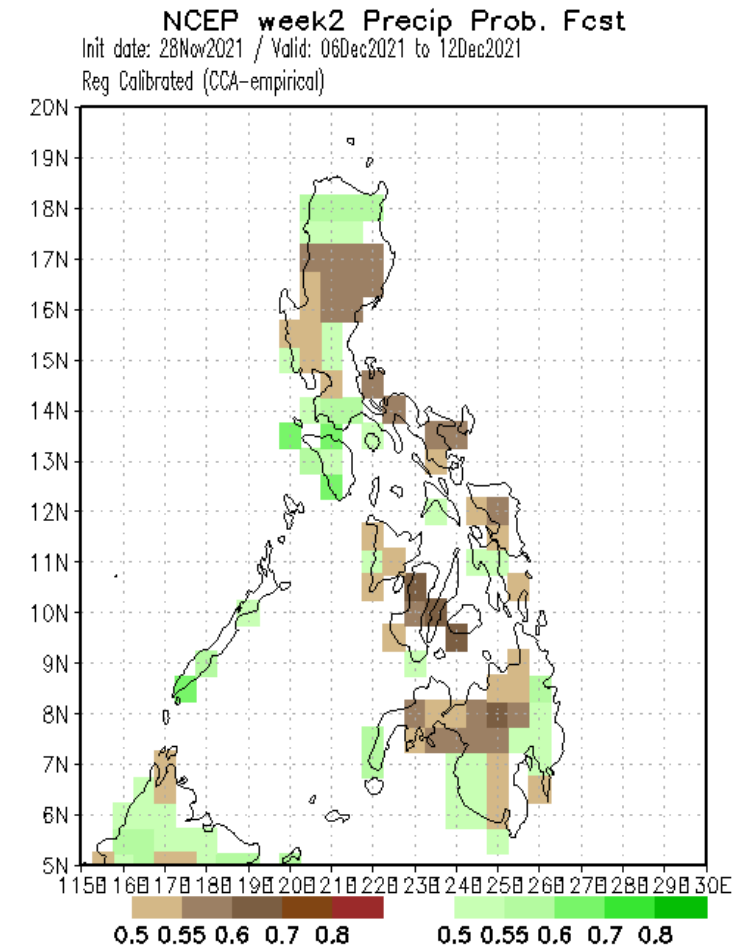 NCEP week2 Precip Prob. Fcst
Init date: 28Nov2021 / Valid: 06Dec2021 to 12Dec2021
Reg Calibrated (CCA-empirical)
20N
19N
18N
17N
16N
15N
14N
13N
12N
11N
10N
9N
8N
7N
6N
5N
115E 116E 117E 118E 119E 120E 121E 122E 123E 124E 125E 126E 127E 128E 129E 130E
0.5 0.55 0.6 0.7 0.8 0.5 0.55 0.6 0.7 0.8